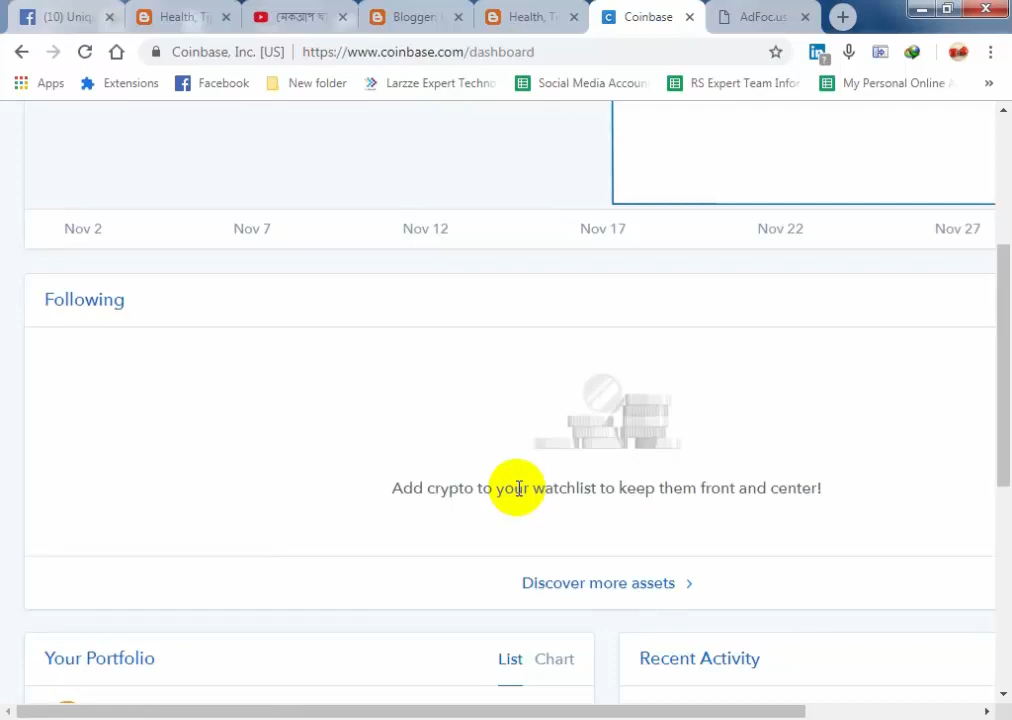 (10) Uniq
Health, Ti
মেকআপ ছা
Blogger:
Health, T
Coinbase
AdFoc.us
Coinbase, Inc. [US] | https://www.coinbase.com/dashboard
Apps
Extensions
Facebook
New folder
Larzze Expert Techno
Social Media Accoun
RS Expert Team Infor
My Personal Online A
»
Nov 2
Nov 7
Nov 12
Nov 17
Nov 22
Nov 27
Following
Add crypto to your watchlist to keep them front and center!
Discover more assets
Your Portfolio
List
Chart
Recent Activity